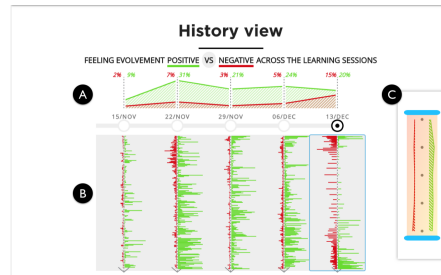 History view
FEELING EVOLVEMENT POSITIVE VS NEGATIVE ACROSS THE LEARNING SESSIONS
2% 9% 7% 31% 3% 21% 5% 24% 15% 20%
A
C
15/NOV 22/NOV 29/NOV 06/DEC 13/DEC
B